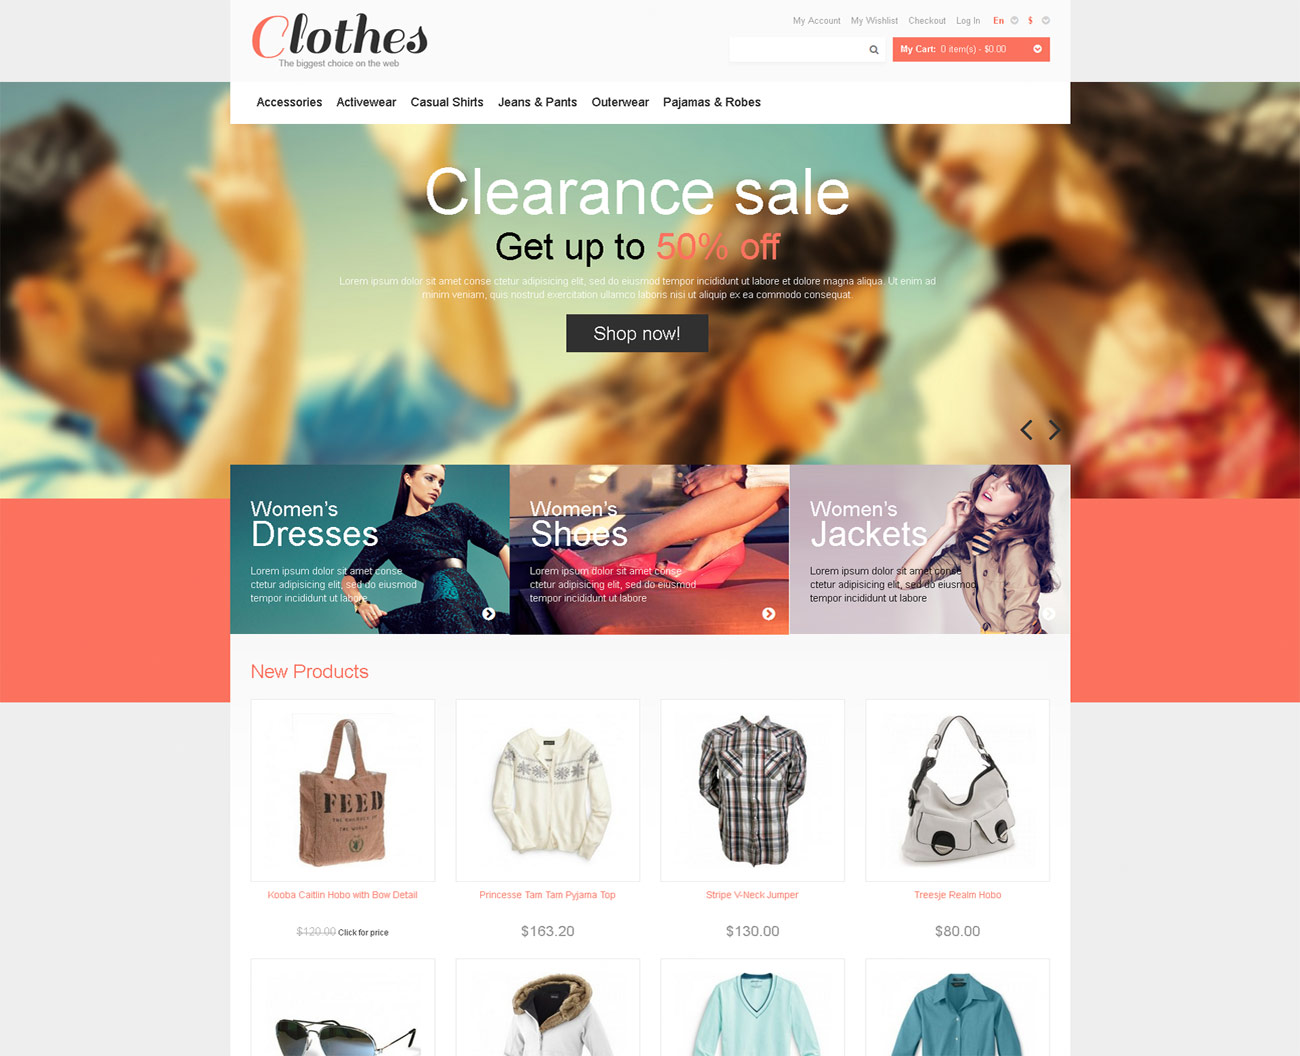 Clothes
The biggest choice on the web
My Account My Wishlist Checkout Log In En $
My Cart: 0 item(s) - $0.00
Accessories Activewear Casual Shirts Jeans & Pants Outerwear Pajamas & Robes
Clearance sale
Get up to 50% off
Lorem ipsum dolor sit amet conse ctetur adipisicing elit, sed do eiusmod tempor incididunt ut labore et dolore magna aliqua. Ut enim ad
minim veniam, quis nostrud exercitation ullamco laboris nisi ut aliquip ex ea commodo consequat.
Shop now!
Women's
Dresses
Lorem ipsum dolor sit amet conse
ctetur adipisicing elit, sed do eiusmod
tempor incididunt ut labore
Women's
Shoes
Lorem ipsum dolor sit amet conse
ctetur adipisicing elit, sed do eiusmod
tempor incididunt ut labore
Women's
Jackets
Lorem ipsum dolor sit amet conse
ctetur adipisicing elit, sed do eiusmod
tempor incididunt ut labore
New Products
FEED
THE CHILDREN OF
THE WORLD
Kooba Caitlin Hobo with Bow Detail
$120.00 Click for price
Princesse Tam Tam Pyjama Top
$163.20
Stripe V-Neck Jumper
$130.00
Treesje Realm Hobo
$80.00